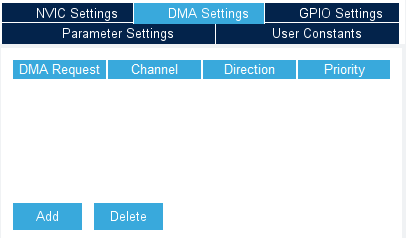 NVIC Settings DMA Settings GPIO Settings
Parameter Settings User Constants
DMA Request Channel Direction Priority
Add Delete